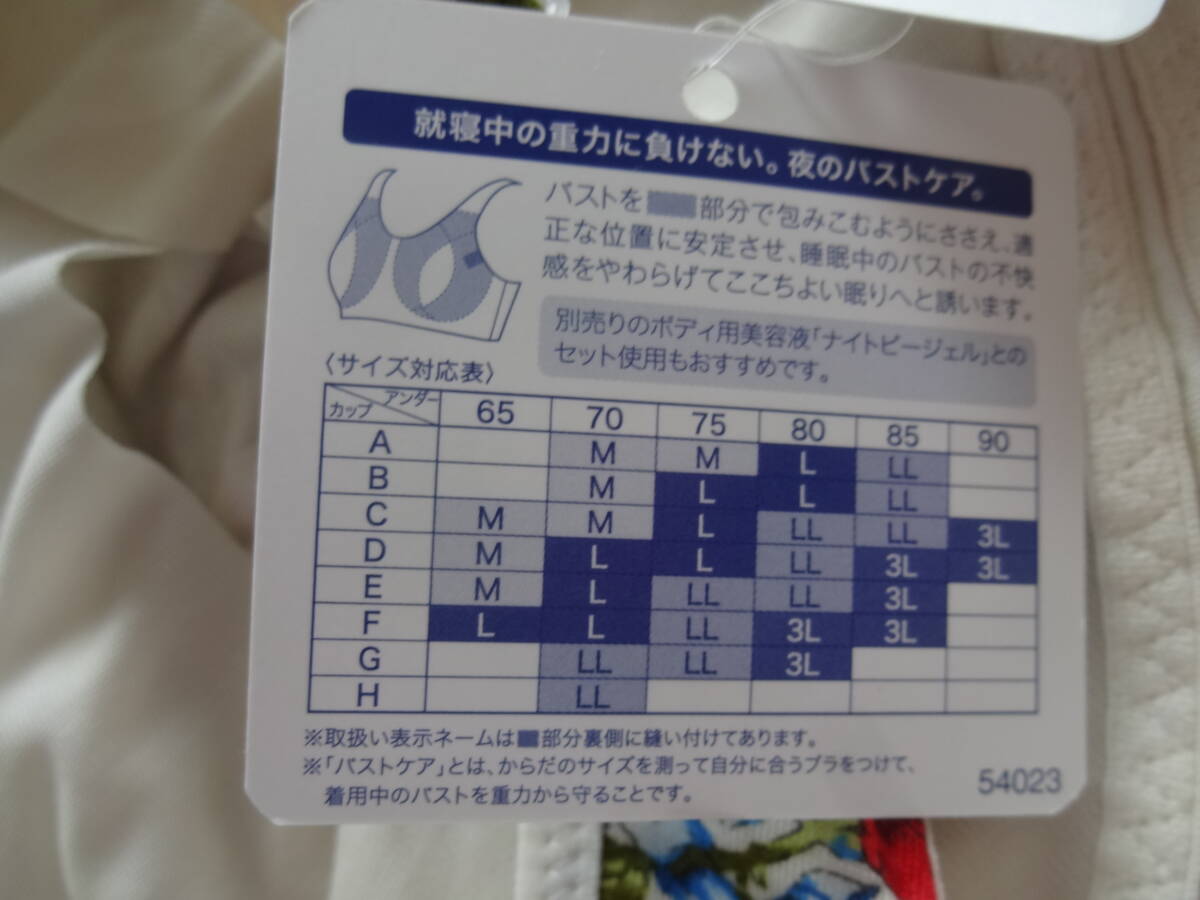 就寝中の重力に負けない。夜のバストケア。
バストを 部分で包みこむようにささえ、適
正な位置に安定させ、睡眠中のバストの不快
感をやわらげてここちよい眠りへと誘います。
別売りのボディ用美容液「ナイトビージェル」との
セット使用もおすすめです。
〈サイズ対応表〉
カップ アンダー 65 70 75 80 85 90
A M M L LL
B M L L LL
C M M L LL LL 3L
D M L L LL 3L 3L
E M L LL LL 3L
F L L LL 3L 3L
G LL LL 3L
H LL
※取扱い表示ネームは 部分裏側に縫い付けてあります。
※「バストケア」とは、からだのサイズを測って自分に合うブラをつけて、
着用中のバストを重力から守ることです。
54023